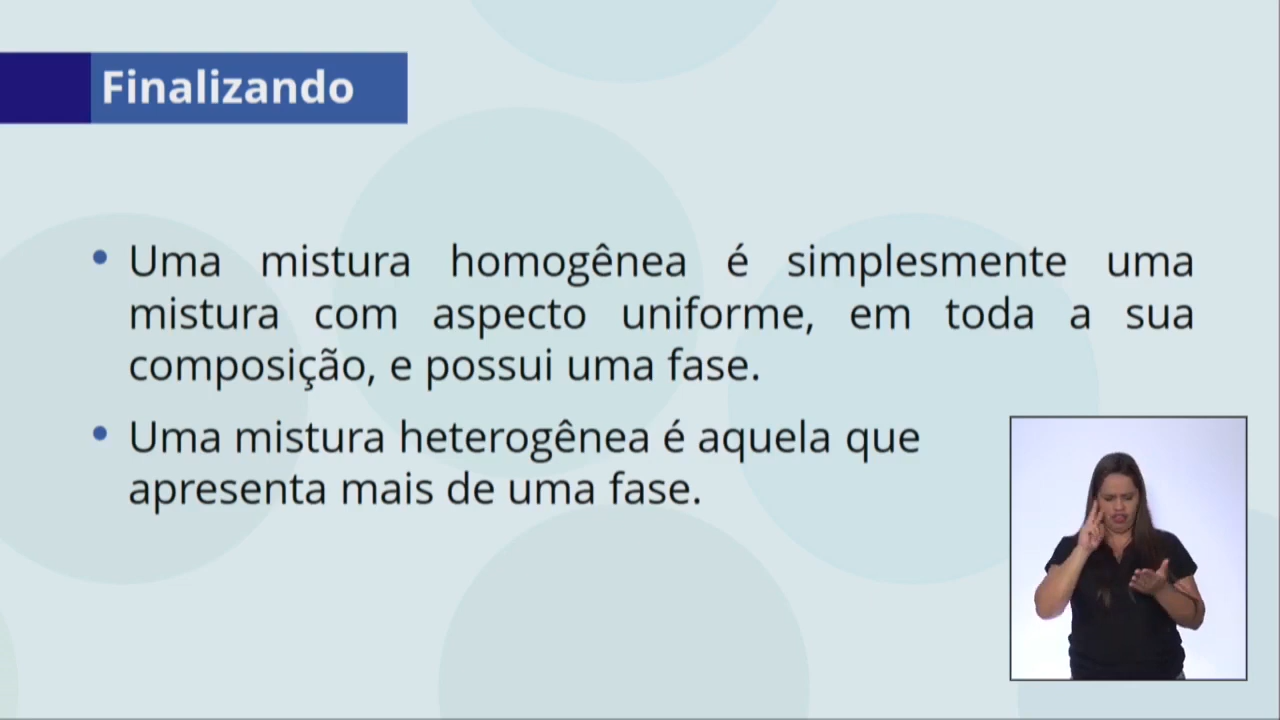 Finalizando
• Uma mistura homogênea é simplesmente uma
mistura com aspecto uniforme, em toda a sua
composição, e possui uma fase.
• Uma mistura heterogênea é aquela que
apresenta mais de uma fase.